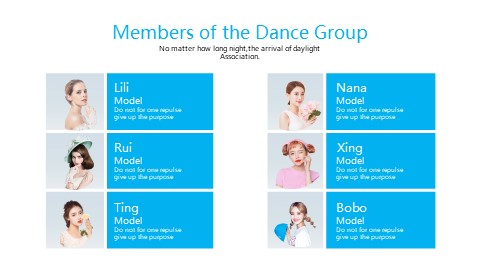 Members of the Dance Group
No matter how long night,the arrival of daylight
Association.
Lili
Model
Do not for one repulse
give up the purpose
Nana
Model
Do not for one repulse
give up the purpose
Rui
Model
Do not for one repulse
give up the purpose
Xing
Model
Do not for one repulse
give up the purpose
Ting
Model
Do not for one repulse
give up the purpose
Bobo
Model
Do not for one repulse
give up the purpose